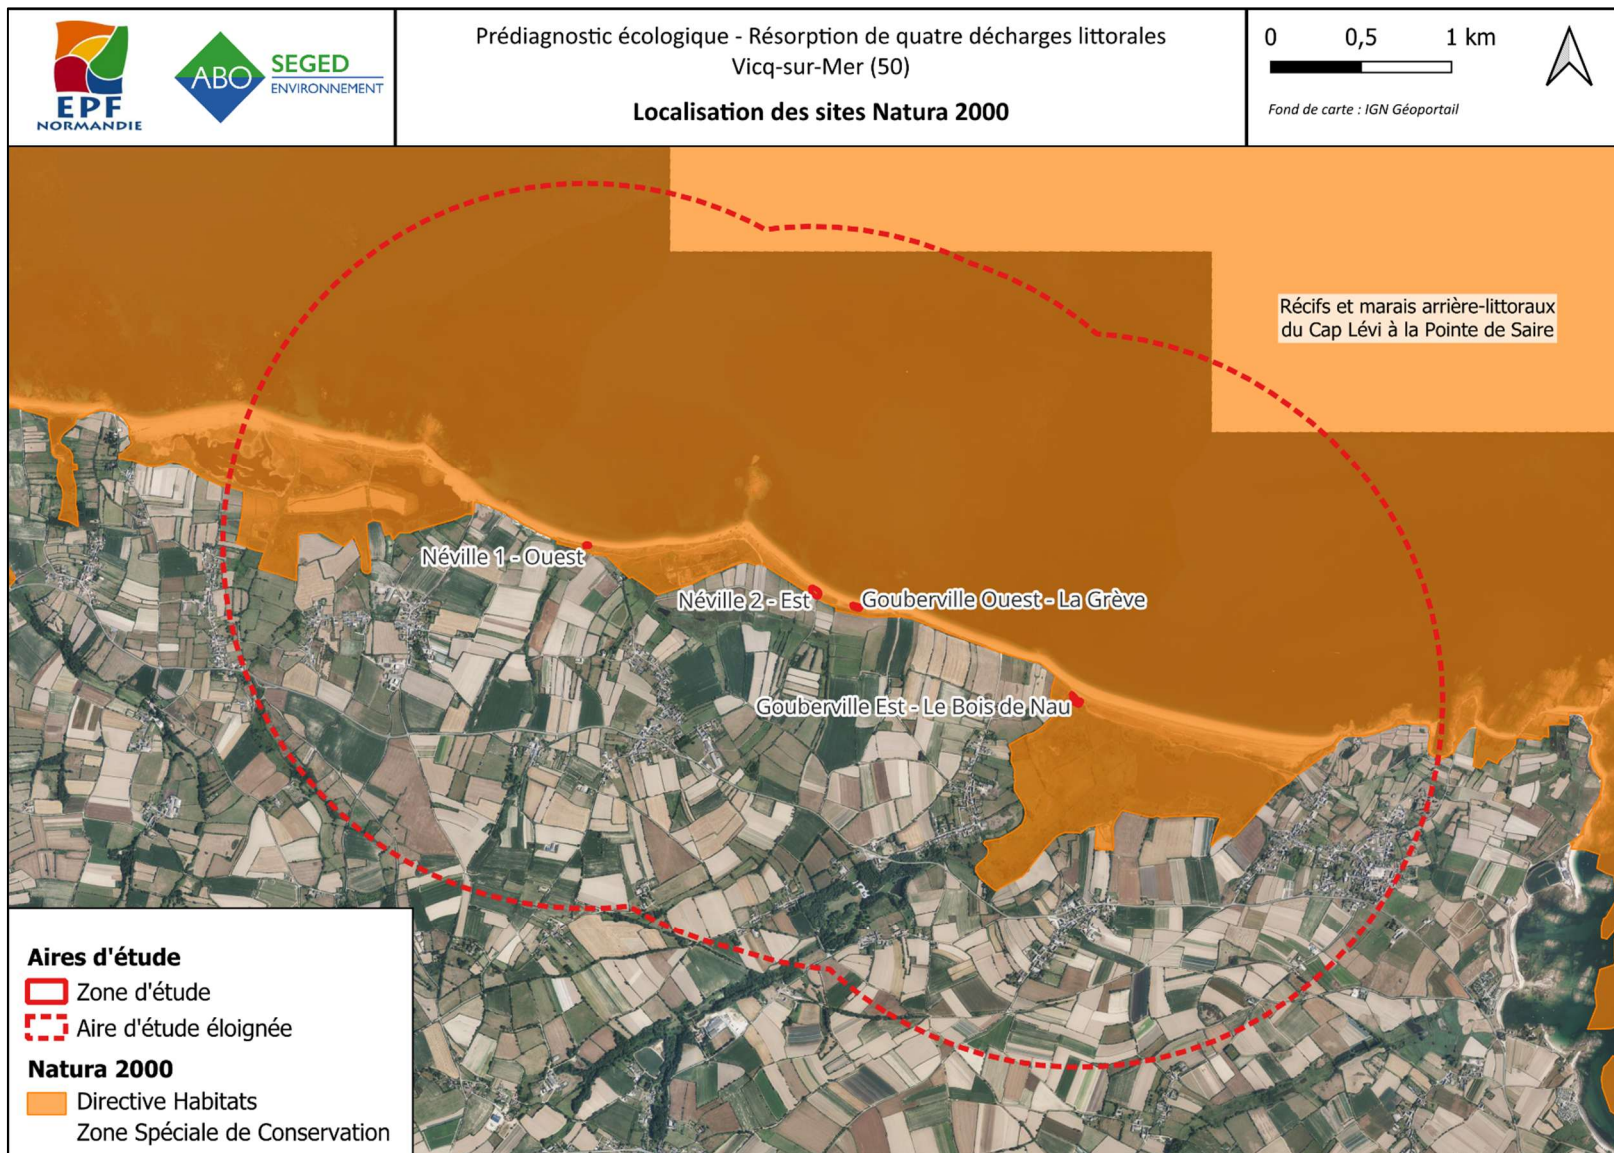 EPF
NORMANDIE
ABO
SEGED
ENVIRONNEMENT
Prédiagnostic écologique - Résorption de quatre décharges littorales
Vicq-sur-Mer (50)
Localisation des sites Natura 2000
0 0,5 1 km
Fond de carte : IGN Géoportail
Récifs et marais arrière-littoraux
du Cap Lévi à la Pointe de Saire
Néville 1 - Ouest
Néville 2 - Est
Gouberville Ouest - La Grève
Gouberville Est - Le Bois de Nau
Aires d'étude
Zone d'étude
Aire d'étude éloignée
Natura 2000
Directive Habitats
Zone Spéciale de Conservation